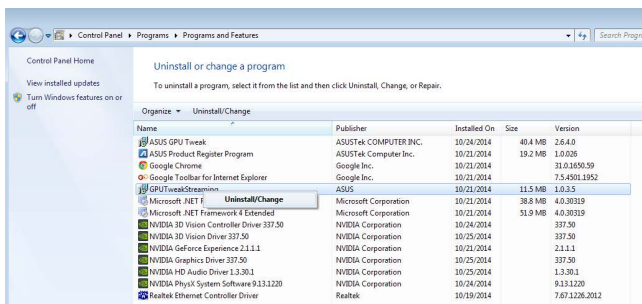 Control Panel ▸ Programs ▸ Programs and Features
Search Progr
Control Panel Home
View installed updates
Turn Windows features on or off
Uninstall or change a program
To uninstall a program, select it from the list and then click Uninstall, Change, or Repair.
Organize Uninstall/Change
Name Publisher Installed On Size Version
ASUS GPU Tweak ASUSTek COMPUTER INC. 10/24/2014 40.4 MB 2.6.4.0
ASUS Product Register Program ASUSTek Computer Inc. 10/21/2014 19.2 MB 1.0.026
Google Chrome Google Inc. 10/21/2014 31.0.1650.59
Google Toolbar for Internet Explorer Google Inc. 10/21/2014 7.5.4501.1952
GPUTweakStreaming ASUS 10/21/2014 11.5 MB 1.0.3.5
Uninstall/Change
Microsoft .NET F Microsoft Corporation 10/21/2014 38.8 MB 4.0.30319
Microsoft .NET Framework 4 Extended Microsoft Corporation 10/21/2014 51.9 MB 4.0.30319
NVIDIA 3D Vision Controller Driver 337.50 NVIDIA Corporation 10/24/2014 337.50
NVIDIA 3D Vision Driver 337.50 NVIDIA Corporation 10/25/2014 337.50
NVIDIA GeForce Experience 2.1.1.1 NVIDIA Corporation 10/21/2014 2.1.1.1
NVIDIA Graphics Driver 337.50 NVIDIA Corporation 10/25/2014 337.50
NVIDIA HD Audio Driver 1.3.30.1 NVIDIA Corporation 10/25/2014 1.3.30.1
NVIDIA PhysX System Software 9.13.1220 NVIDIA Corporation 10/24/2014 9.13.1220
Realtek Ethernet Controller Driver Realtek 10/19/2014 7.67.1226.2012